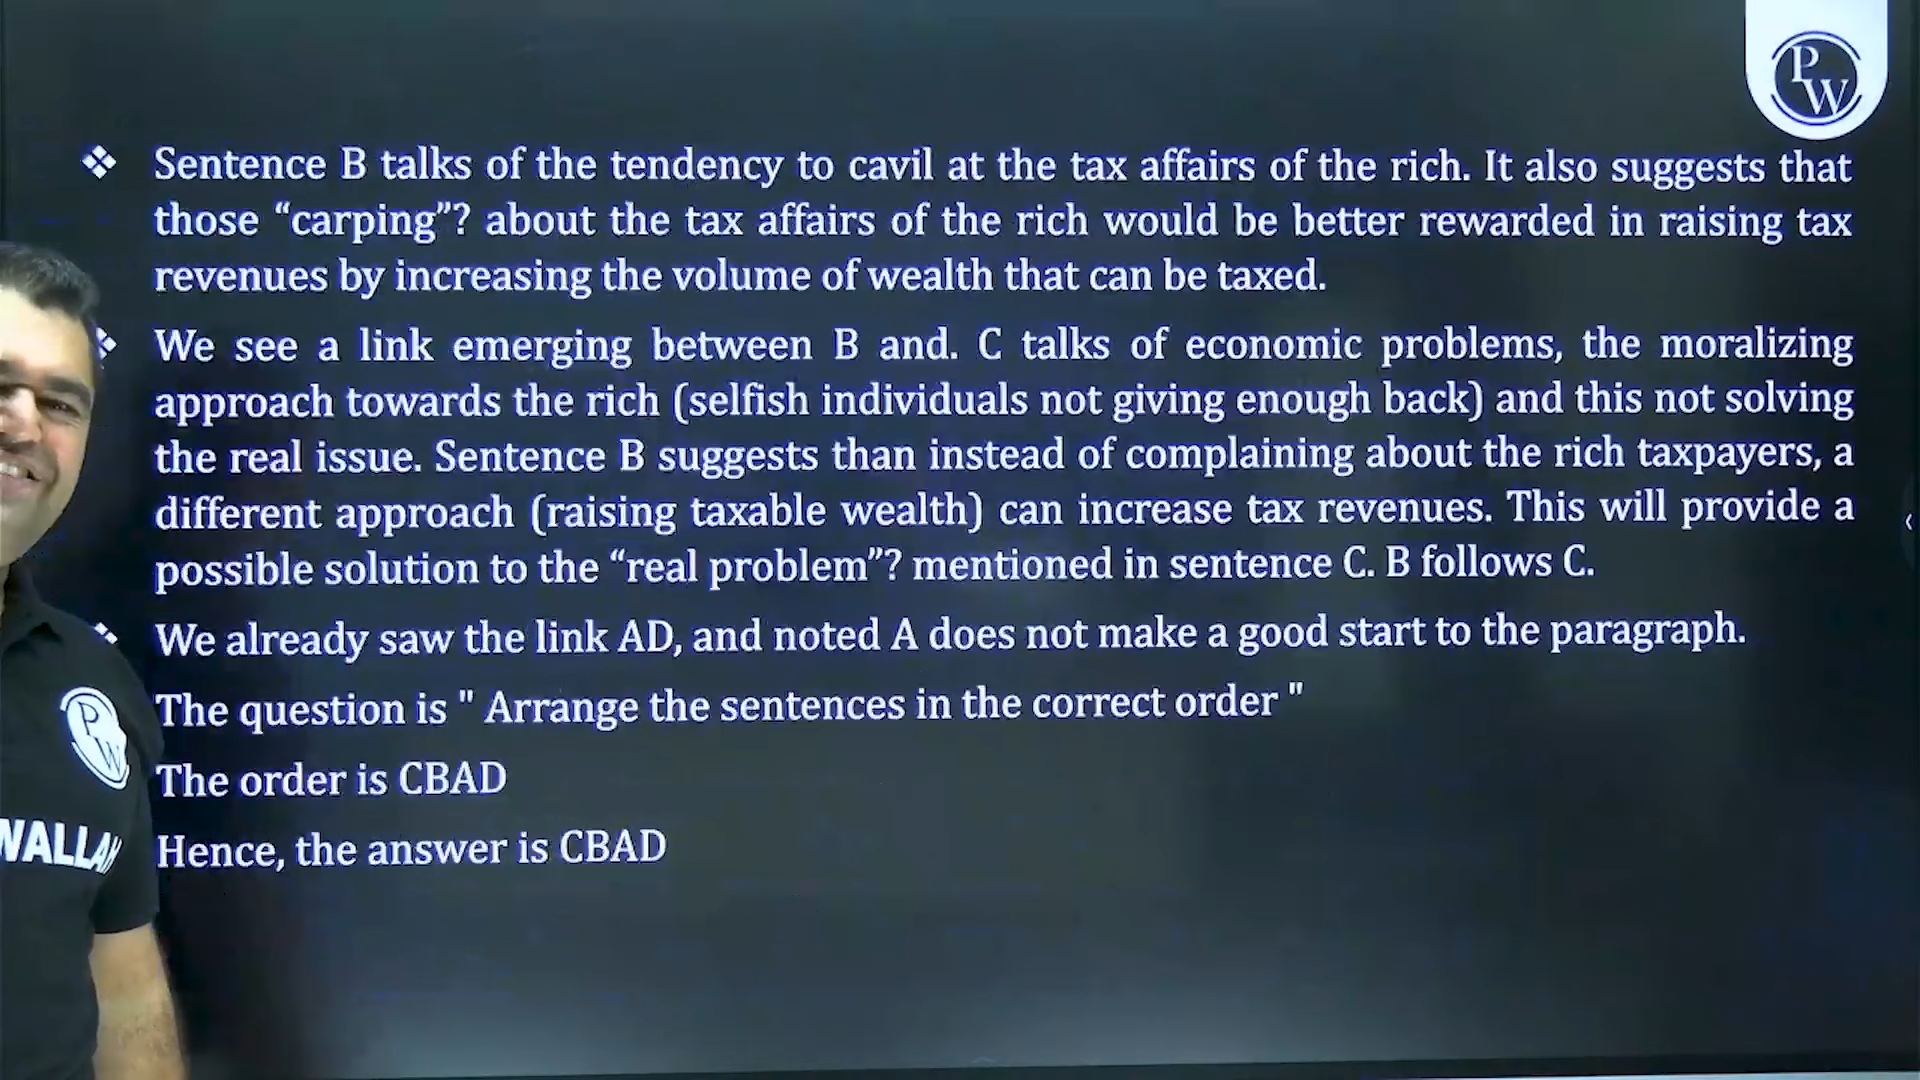 P
W
Sentence B talks of the tendency to cavil at the tax affairs of the rich. It also suggests that
those “carping”? about the tax affairs of the rich would be better rewarded in raising tax
revenues by increasing the volume of wealth that can be taxed.
We see a link emerging between B and. C talks of economic problems, the moralizing
approach towards the rich (selfish individuals not giving enough back) and this not solving
the real issue. Sentence B suggests than instead of complaining about the rich taxpayers, a
different approach (raising taxable wealth) can increase tax revenues. This will provide a
possible solution to the “real problem”? mentioned in sentence C. B follows C.
We already saw the link AD, and noted A does not make a good start to the paragraph.
The question is " Arrange the sentences in the correct order "
The order is CBAD
Hence, the answer is CBAD
P
W
WALLAH